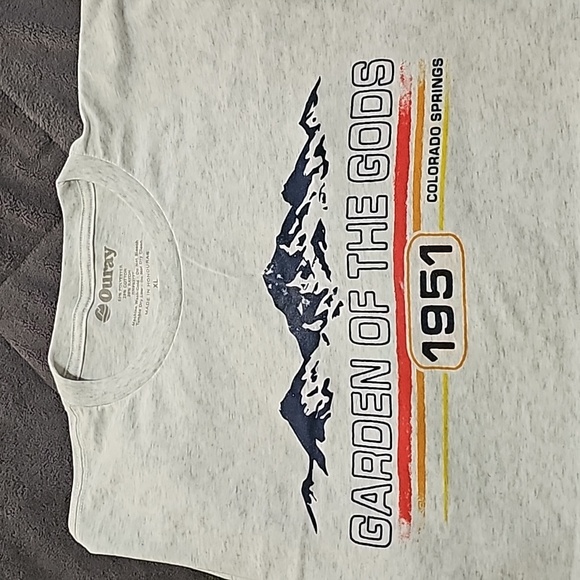 Ouray
MADE IN HONDURAS
XL
GARDEN OF THE GODS
1951
COLORADO SPRINGS